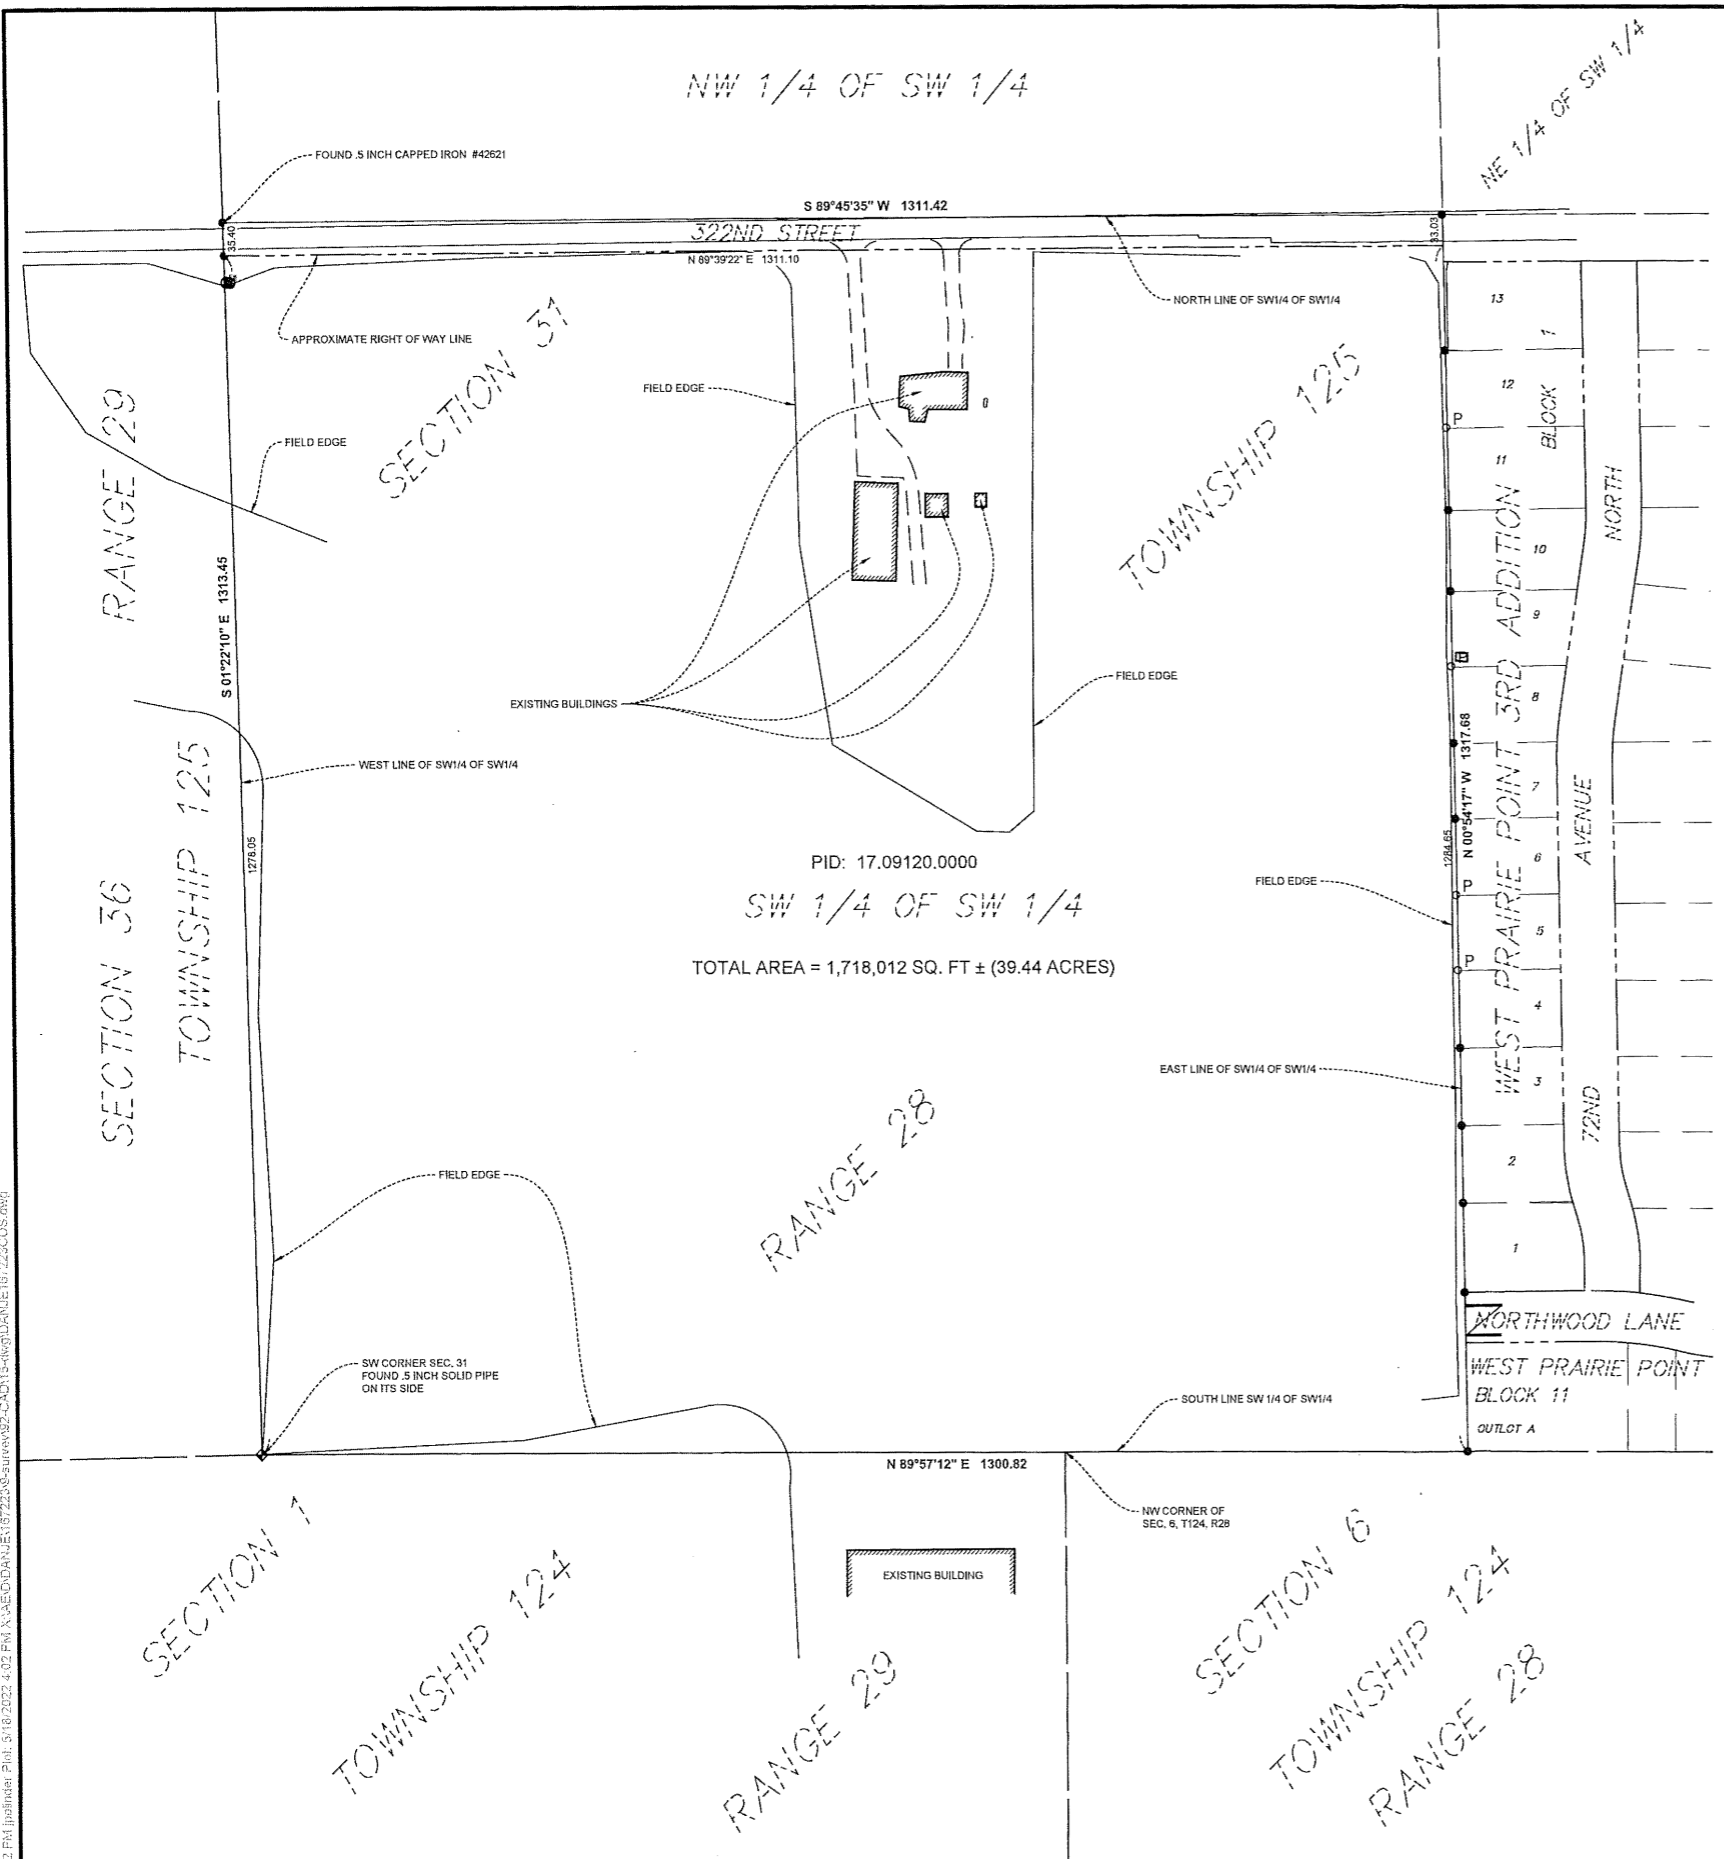 NW 1/4 OF SW 1/4
NE 1/4 OF SW 1/4
FOUND .5 INCH CAPPED IRON #42621
S 89°45'35" W 1311.42
35.40
33.03
322ND STREET
N 89°39'22" E 1311.10
NORTH LINE OF SW1/4 OF SW1/4
APPROXIMATE RIGHT OF WAY LINE
SECTION 31
TOWNSHIP 125
FIELD EDGE
FIELD EDGE
RANGE 29
S 01°22'10" E 1313.45
EXISTING BUILDINGS
FIELD EDGE
WEST LINE OF SW1/4 OF SW1/4
TOWNSHIP 125
SECTION 36
1278.05
PID: 17.09120.0000
SW 1/4 OF SW 1/4
TOTAL AREA = 1,718,012 SQ. FT ± (39.44 ACRES)
FIELD EDGE
1284.65
N 00°54'17" W 1317.68
EAST LINE OF SW1/4 OF SW1/4
RANGE 28
FIELD EDGE
SW CORNER SEC. 31
FOUND .5 INCH SOLID PIPE
ON ITS SIDE
SOUTH LINE SW 1/4 OF SW1/4
N 89°57'12" E 1300.82
NW CORNER OF
SEC. 6, T124, R28
13
12
P
11
10
9
8
7
6
P
5
P
4
3
2
1
BLOCK 1
WEST PRAIRIE POINT 3RD ADDITION
72ND AVENUE NORTH
NORTHWOOD LANE
WEST PRAIRIE POINT
BLOCK 11
OUTLOT A
SECTION 1
TOWNSHIP 124
RANGE 29
EXISTING BUILDING
SECTION 6
TOWNSHIP 124
RANGE 28